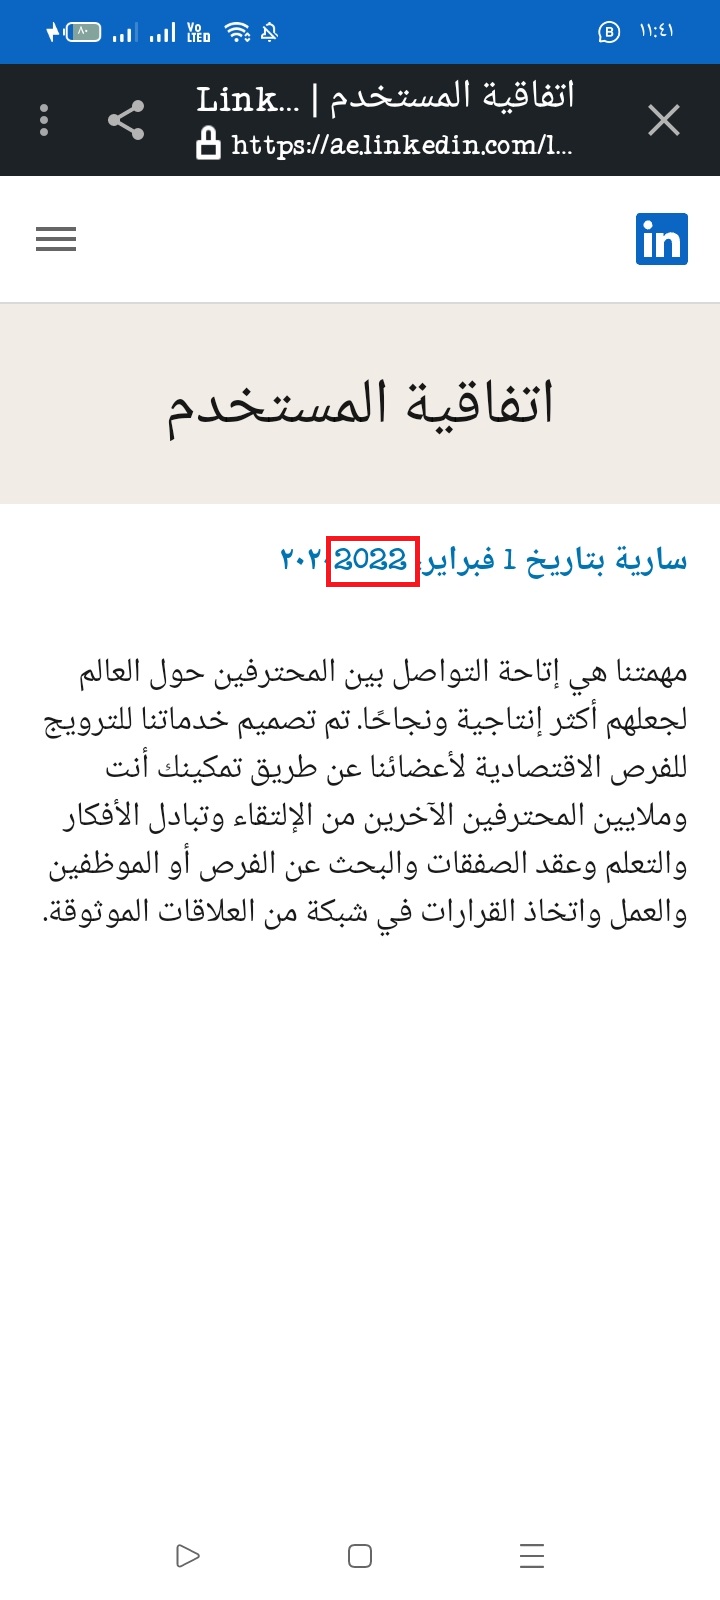 ٨٠ Vo LTED B ١١:٤١
اتفاقية المستخدم | Link...
https://ae.linkedin.com/l...
in
اتفاقية المستخدم
سارية بتاريخ 1 فبراير 2022
مهمتنا هي إتاحة التواصل بين المحترفين حول العالم
لجعلهم أكثر إنتاجية ونجاحًا. تم تصميم خدماتنا للترويج
للفرص الاقتصادية لأعضائنا عن طريق تمكينك أنت
وملايين المحترفين الآخرين من الإلتقاء وتبادل الأفكار
والتعلم وعقد الصفقات والبحث عن الفرص أو الموظفين
والعمل واتخاذ القرارات في شبكة من العلاقات الموثوقة.